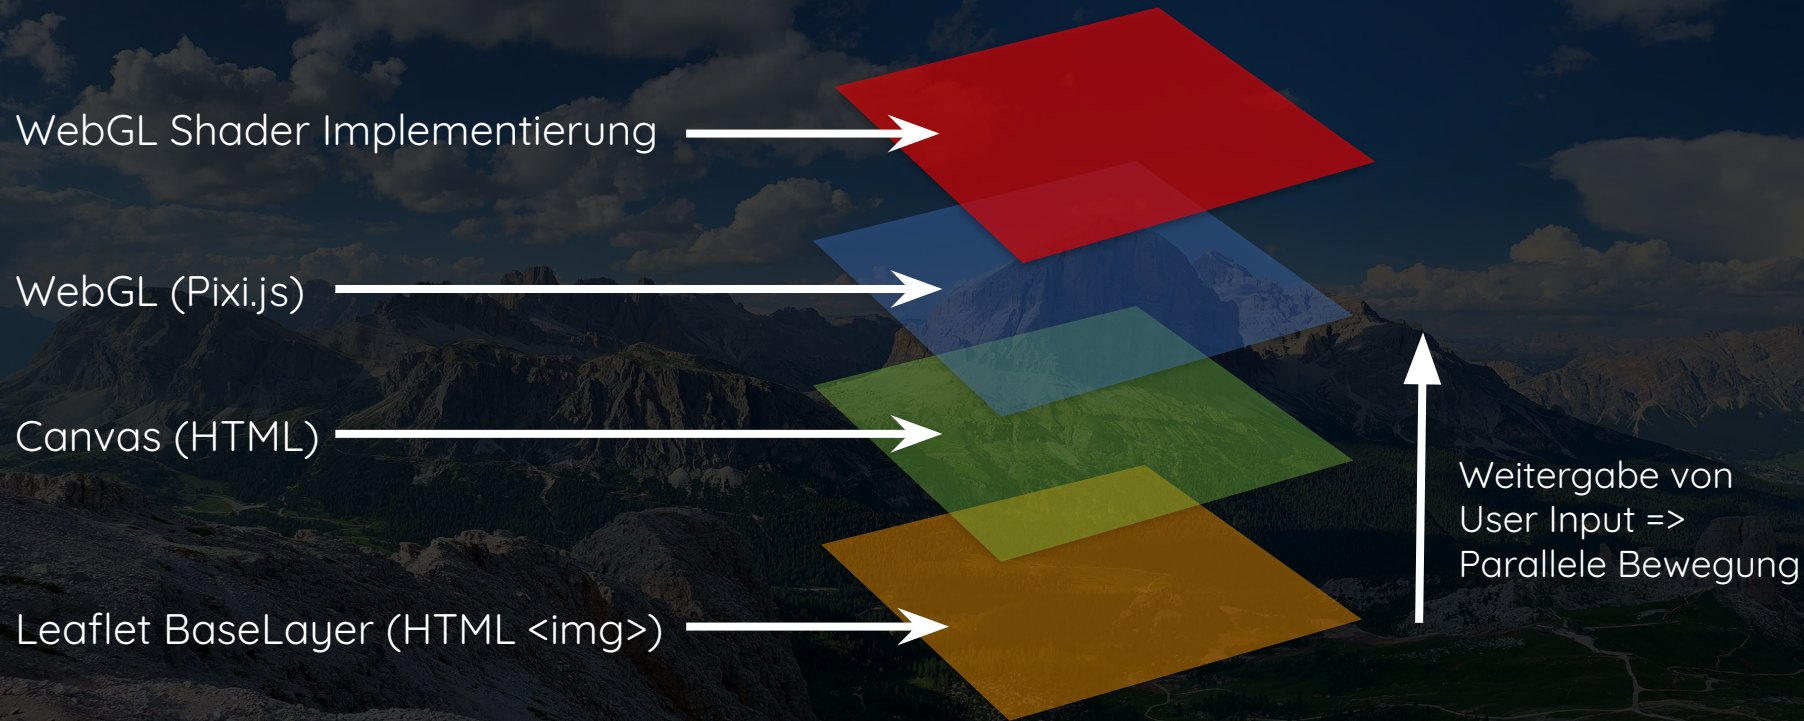 WebGL Shader Implementierung
WebGL (Pixi.js)
Canvas (HTML)
Leaflet BaseLayer (HTML <img>)
Weitergabe von
User Input =>
Parallele Bewegung